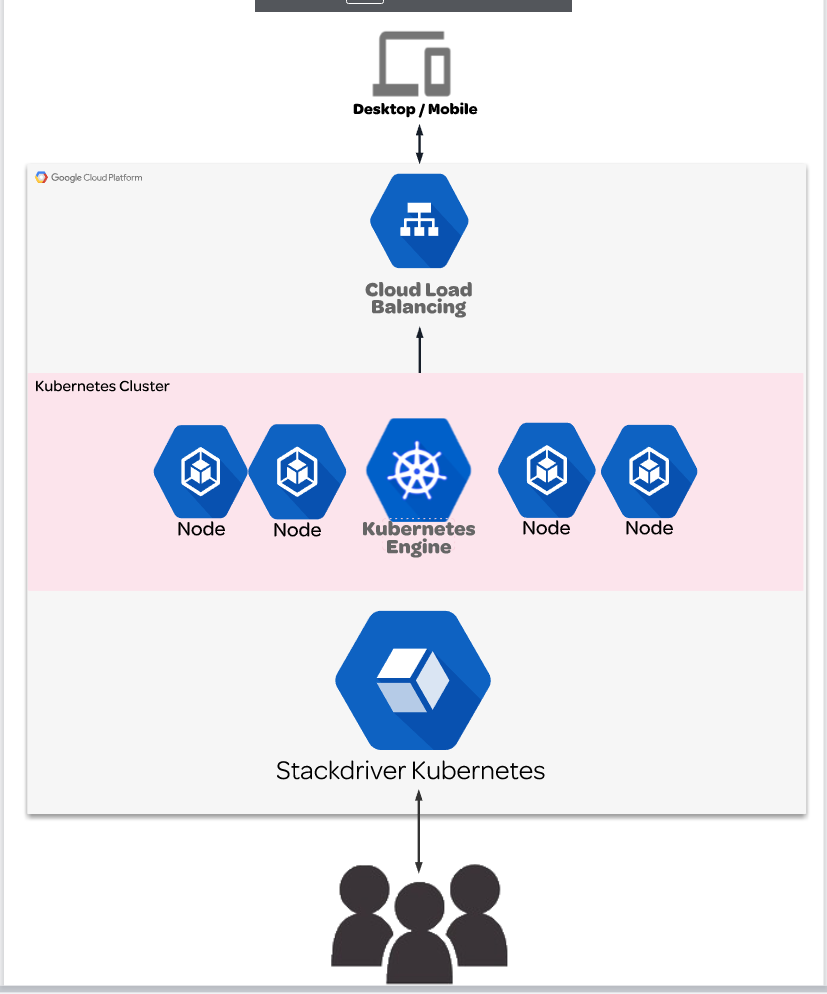 Desktop / Mobile
Google Cloud Platform
Cloud Load
Balancing
Kubernetes Cluster
Node
Node
Kubernetes
Engine
Node
Node
Stackdriver Kubernetes